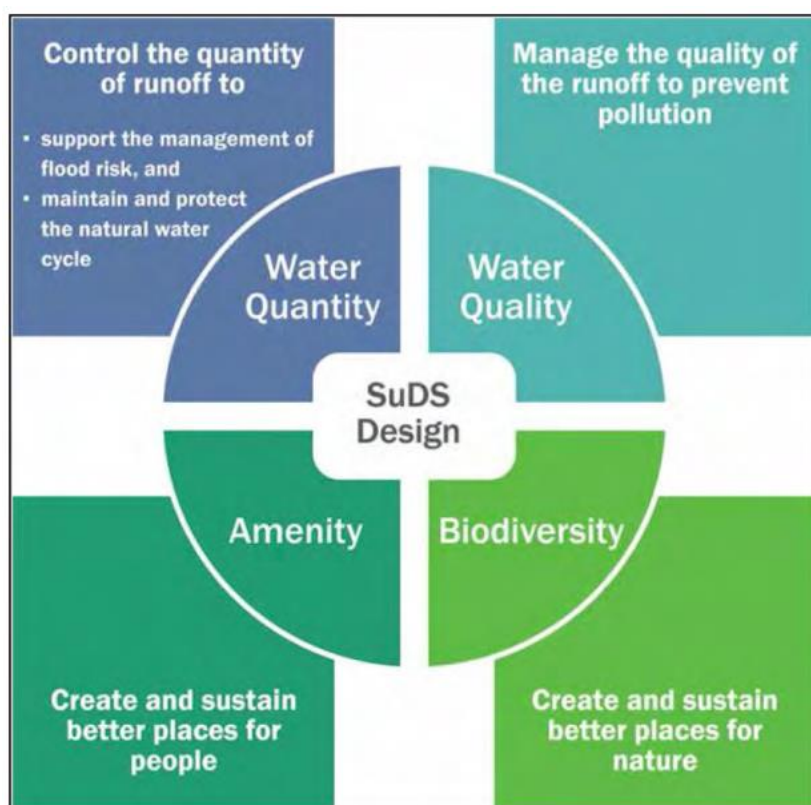 Control the quantity
of runoff to
• support the management of
flood risk, and
• maintain and protect
the natural water
cycle
Manage the quality of
the runoff to prevent
pollution
Water
Quantity
Water
Quality
SuDS
Design
Amenity
Biodiversity
Create and sustain
better places for
people
Create and sustain
better places for
nature